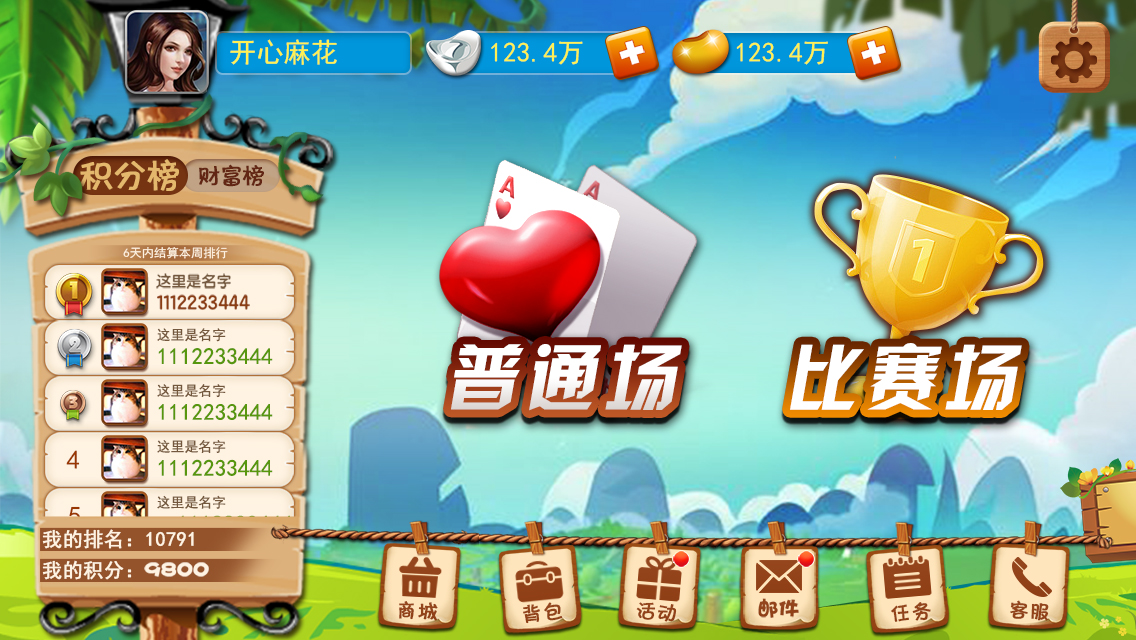 开心麻花
123.4万
123.4万
积分榜
财富榜
6天内结算本周排行
1
这里是名字
1112233444
2
这里是名字
1112233444
3
这里是名字
1112233444
4
这里是名字
1112233444
5
这里是名字
我的排名：10791
我的积分：9800
A
A
普通场
1
比赛场
商城
背包
活动
邮件
任务
客服